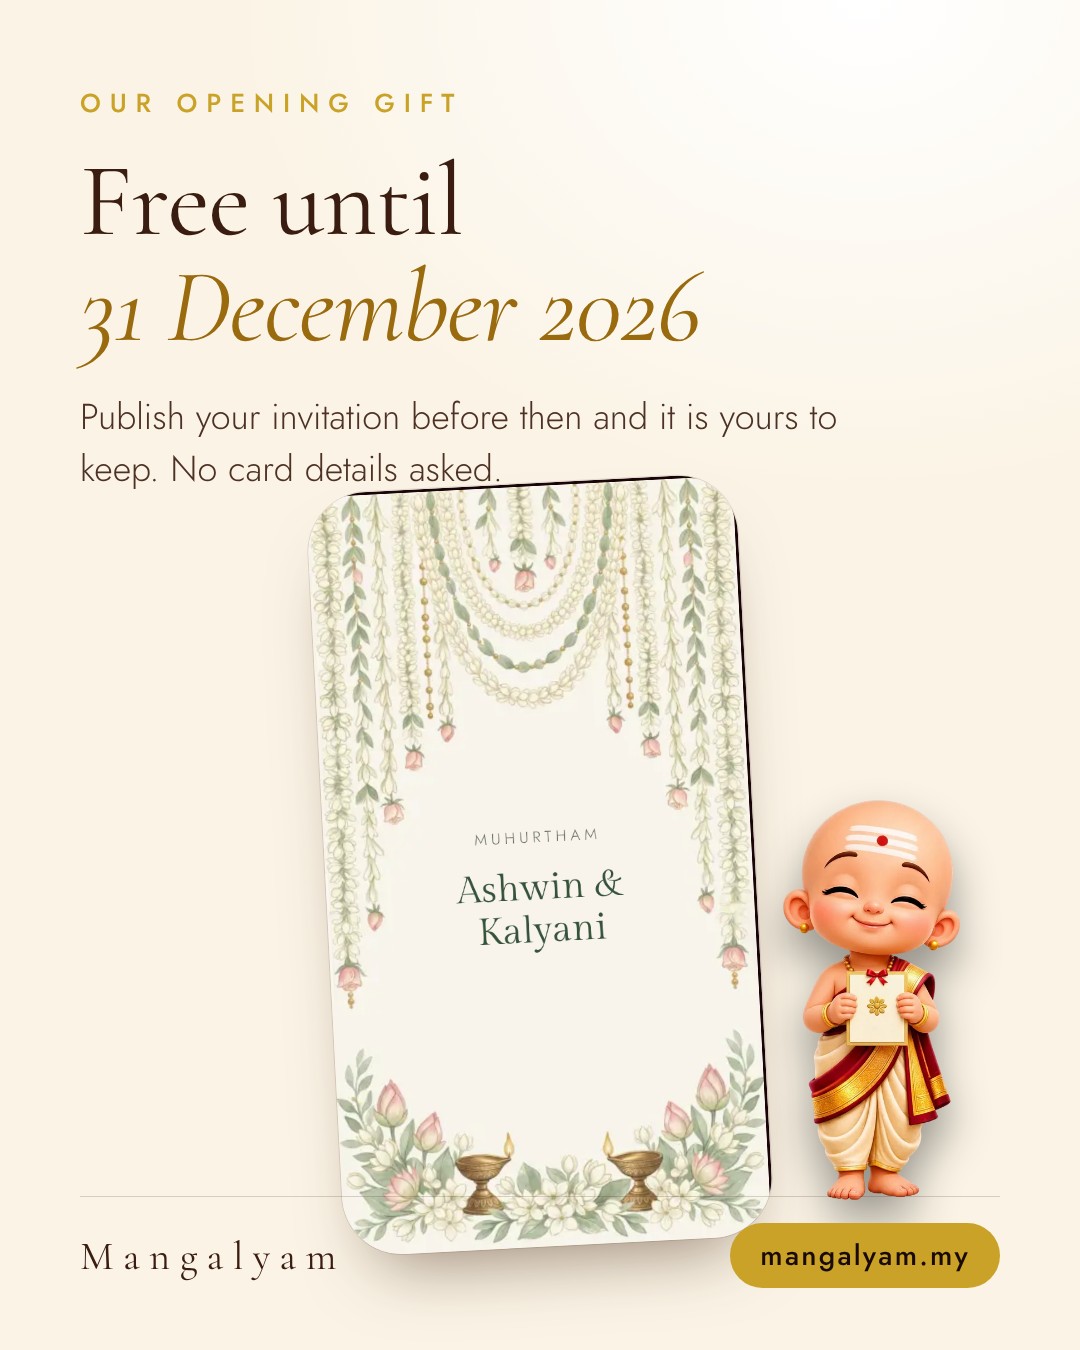 OUR OPENING GIFT
Free until
31 December 2026
Publish your invitation before then and it is yours to
keep. No card details asked.
MUHURTHAM
Ashwin &
Kalyani
Mangalyam
mangalyam.my